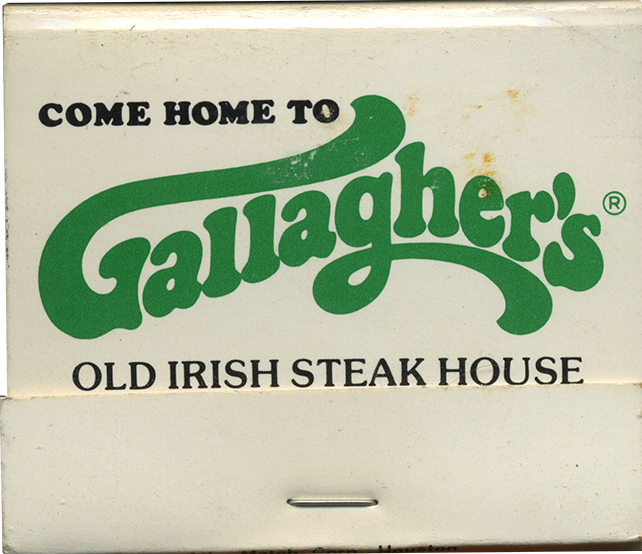 COME HOME TO
Gallagher's®
OLD IRISH STEAK HOUSE